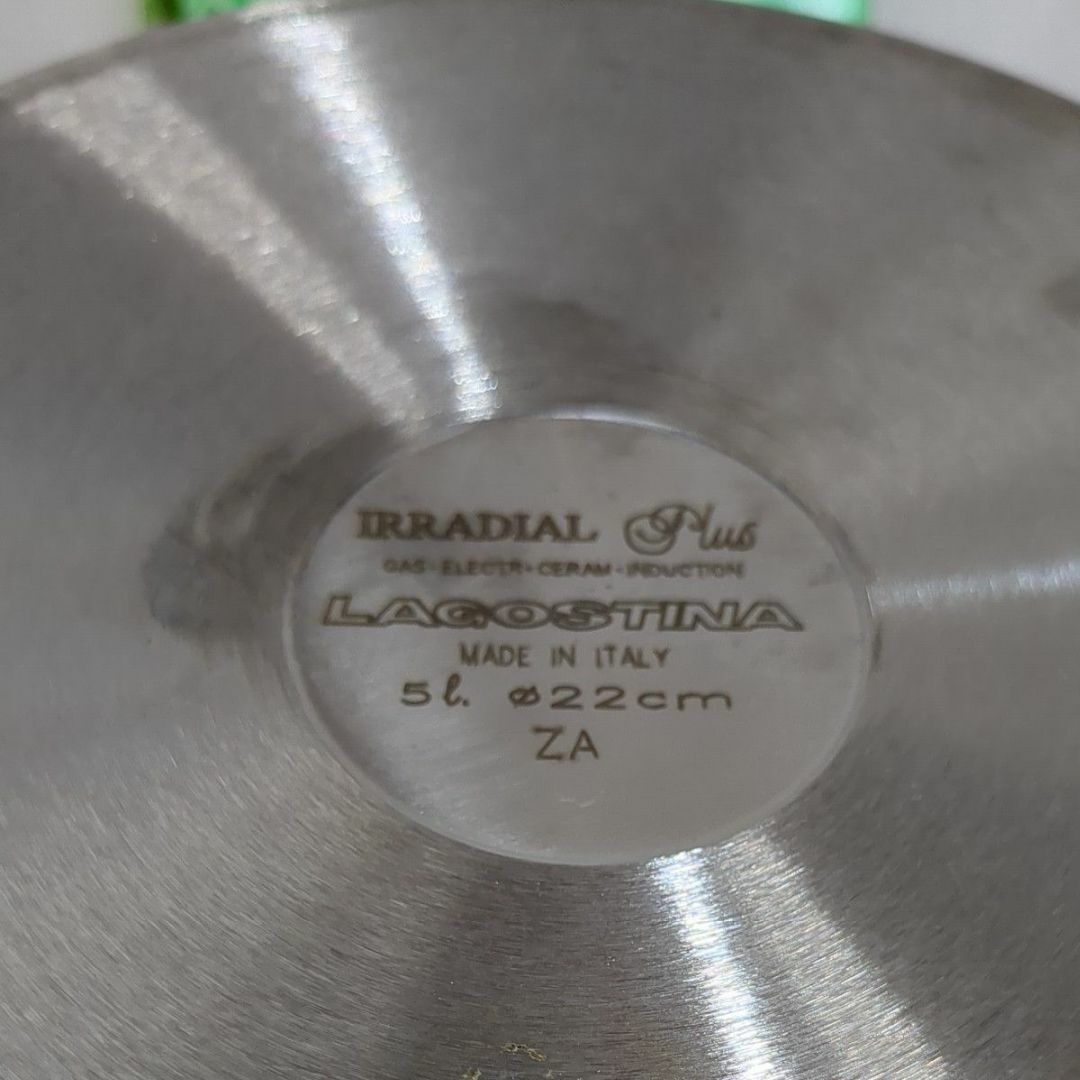 IRRADIAL Plus
GAS-ELECTR-CERAM-INDUCTION
LAGOSTINA
MADE IN ITALY
5ℓ. ⌀22cm
ZA